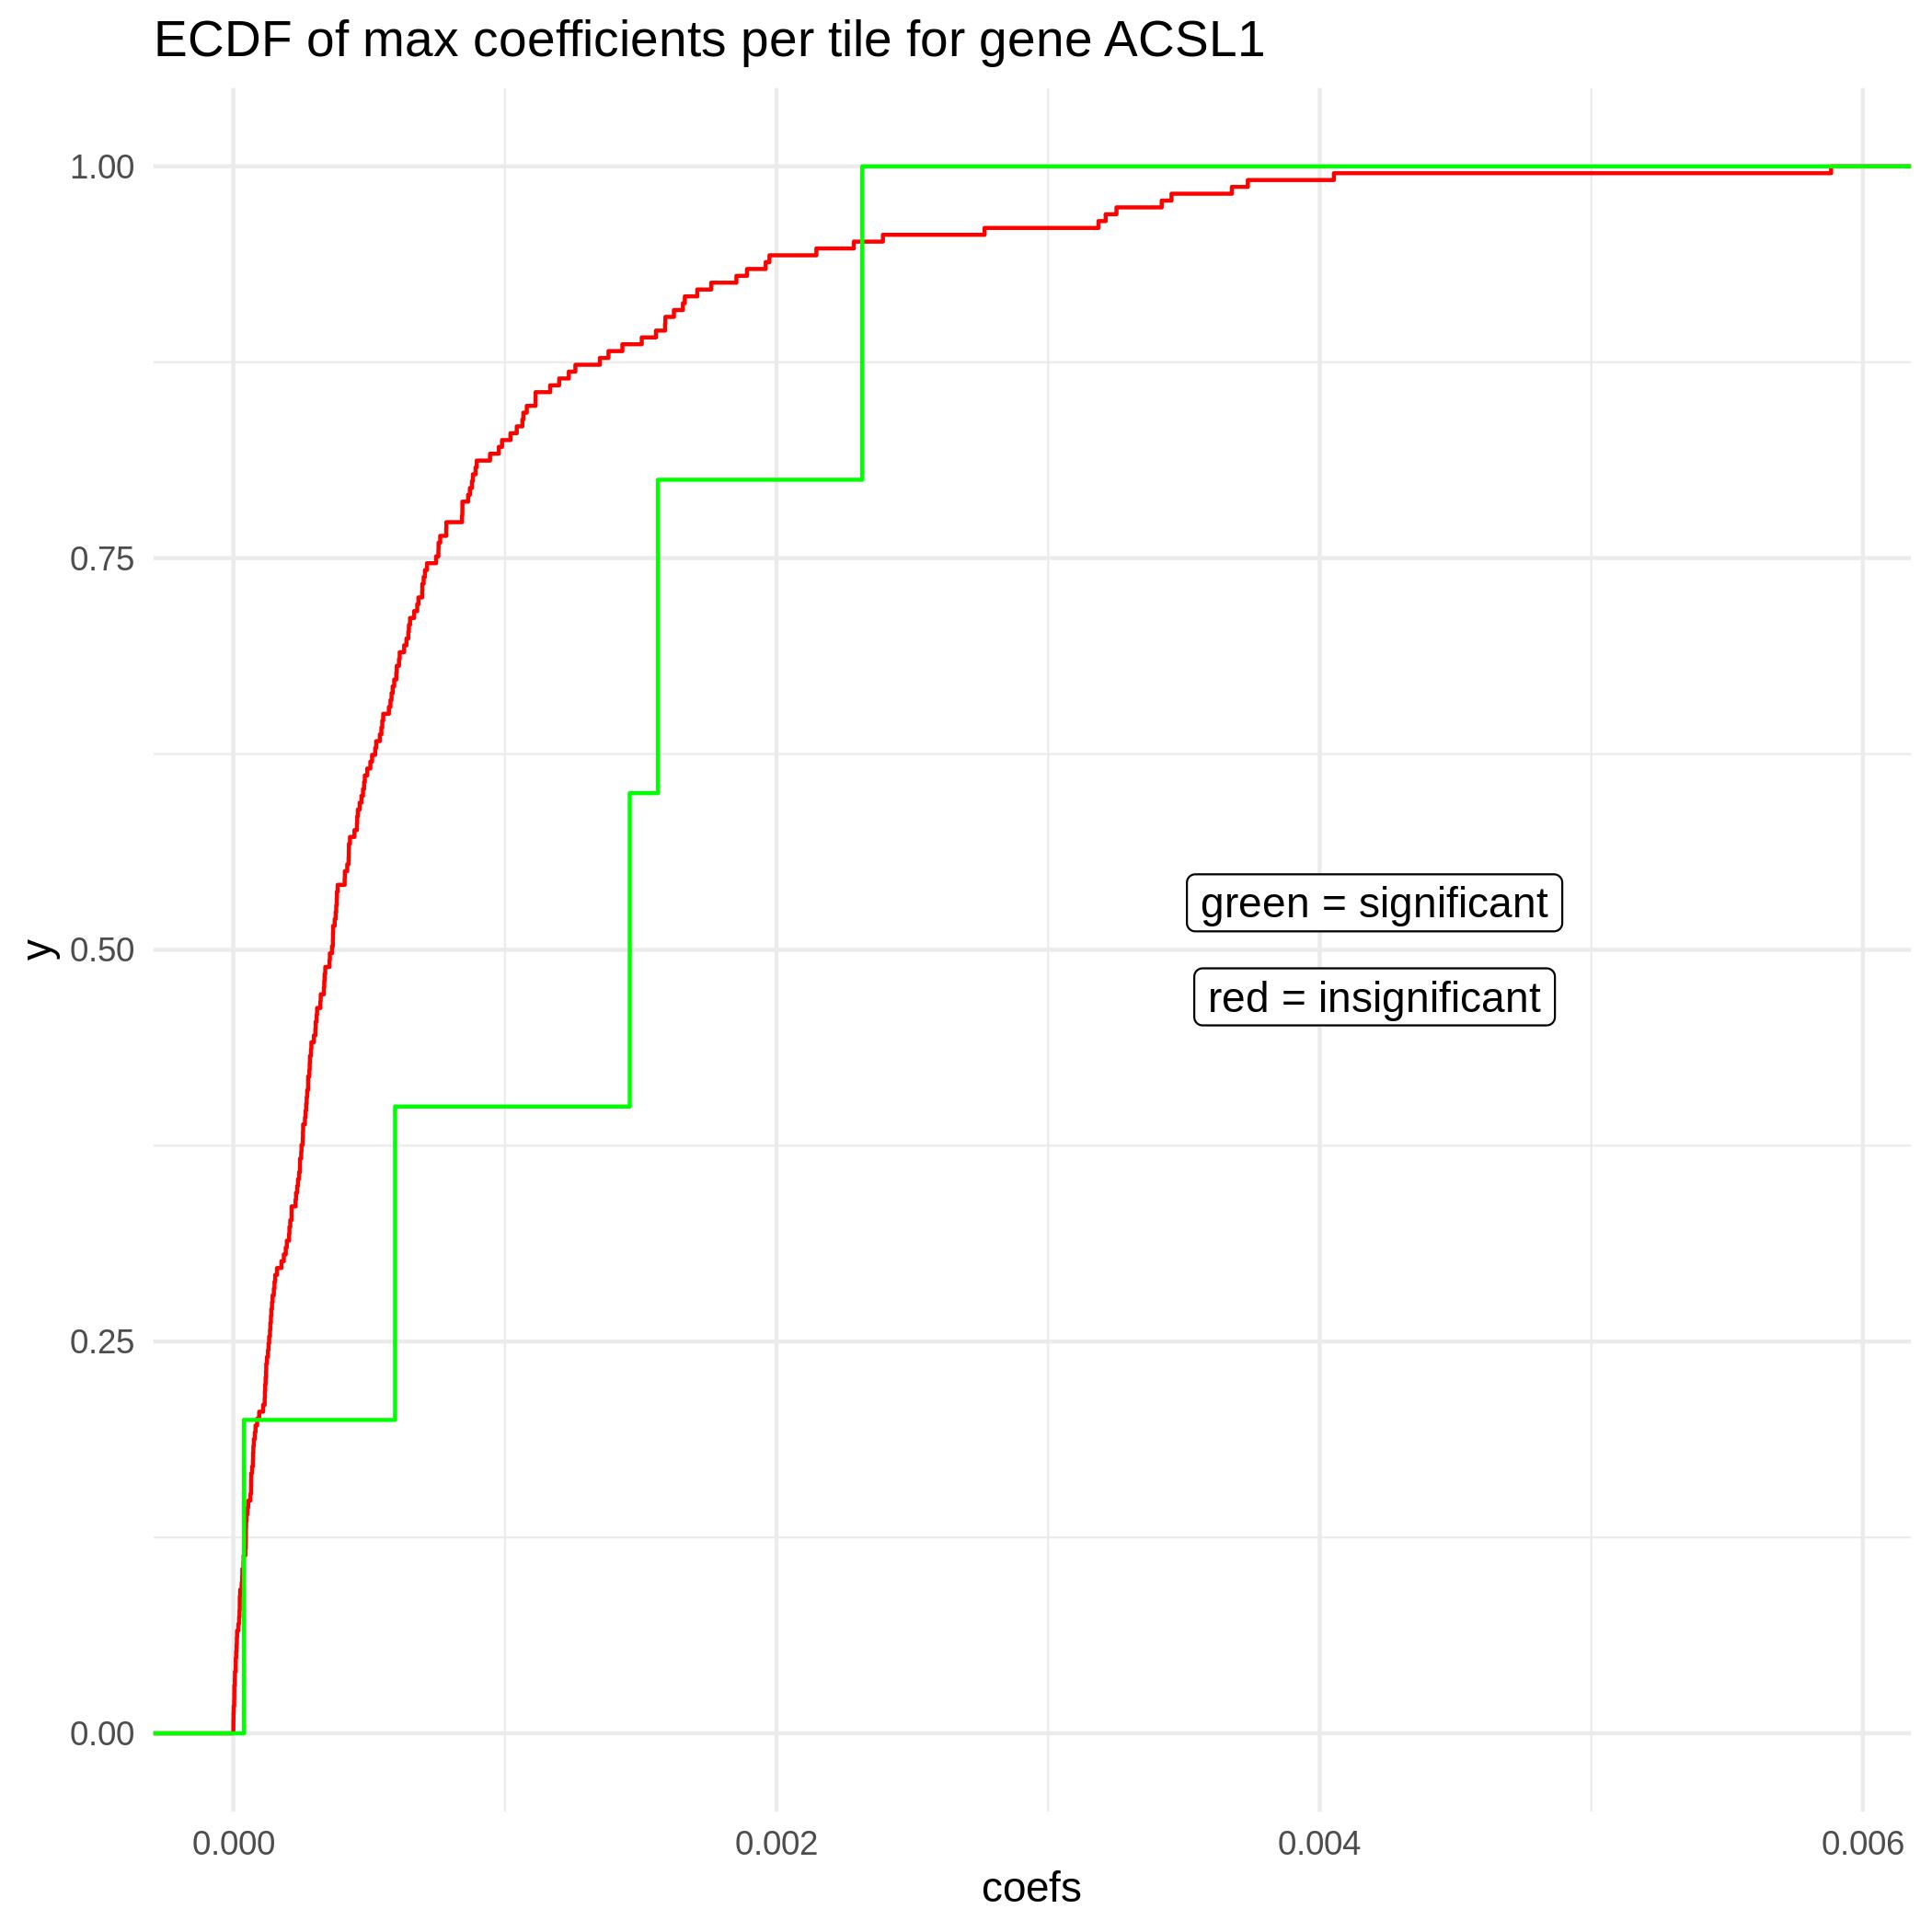 ECDF of max coefficients per tile for gene ACSL1
1.00
0.75
0.50
0.25
0.00
y
green = significant
red = insignificant
0.000
0.002
0.004
0.006
coefs